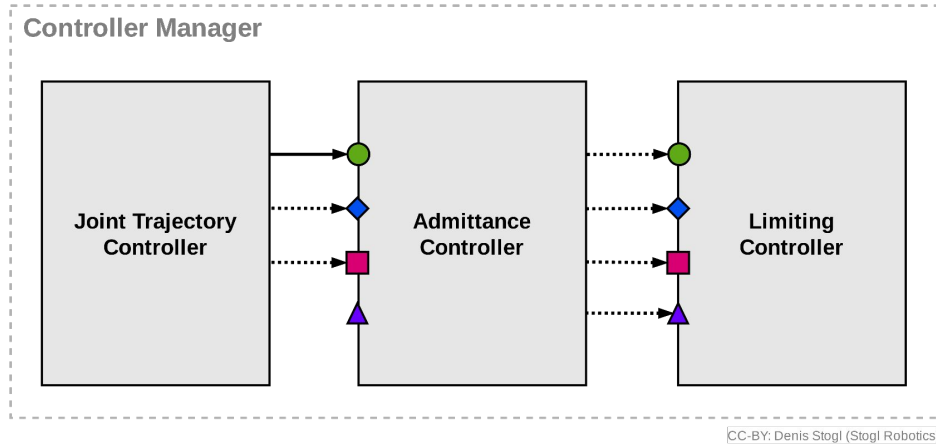 Controller Manager
Joint Trajectory
Controller
Admittance
Controller
Limiting
Controller
CC-BY: Denis Stogl (Stogl Robotics